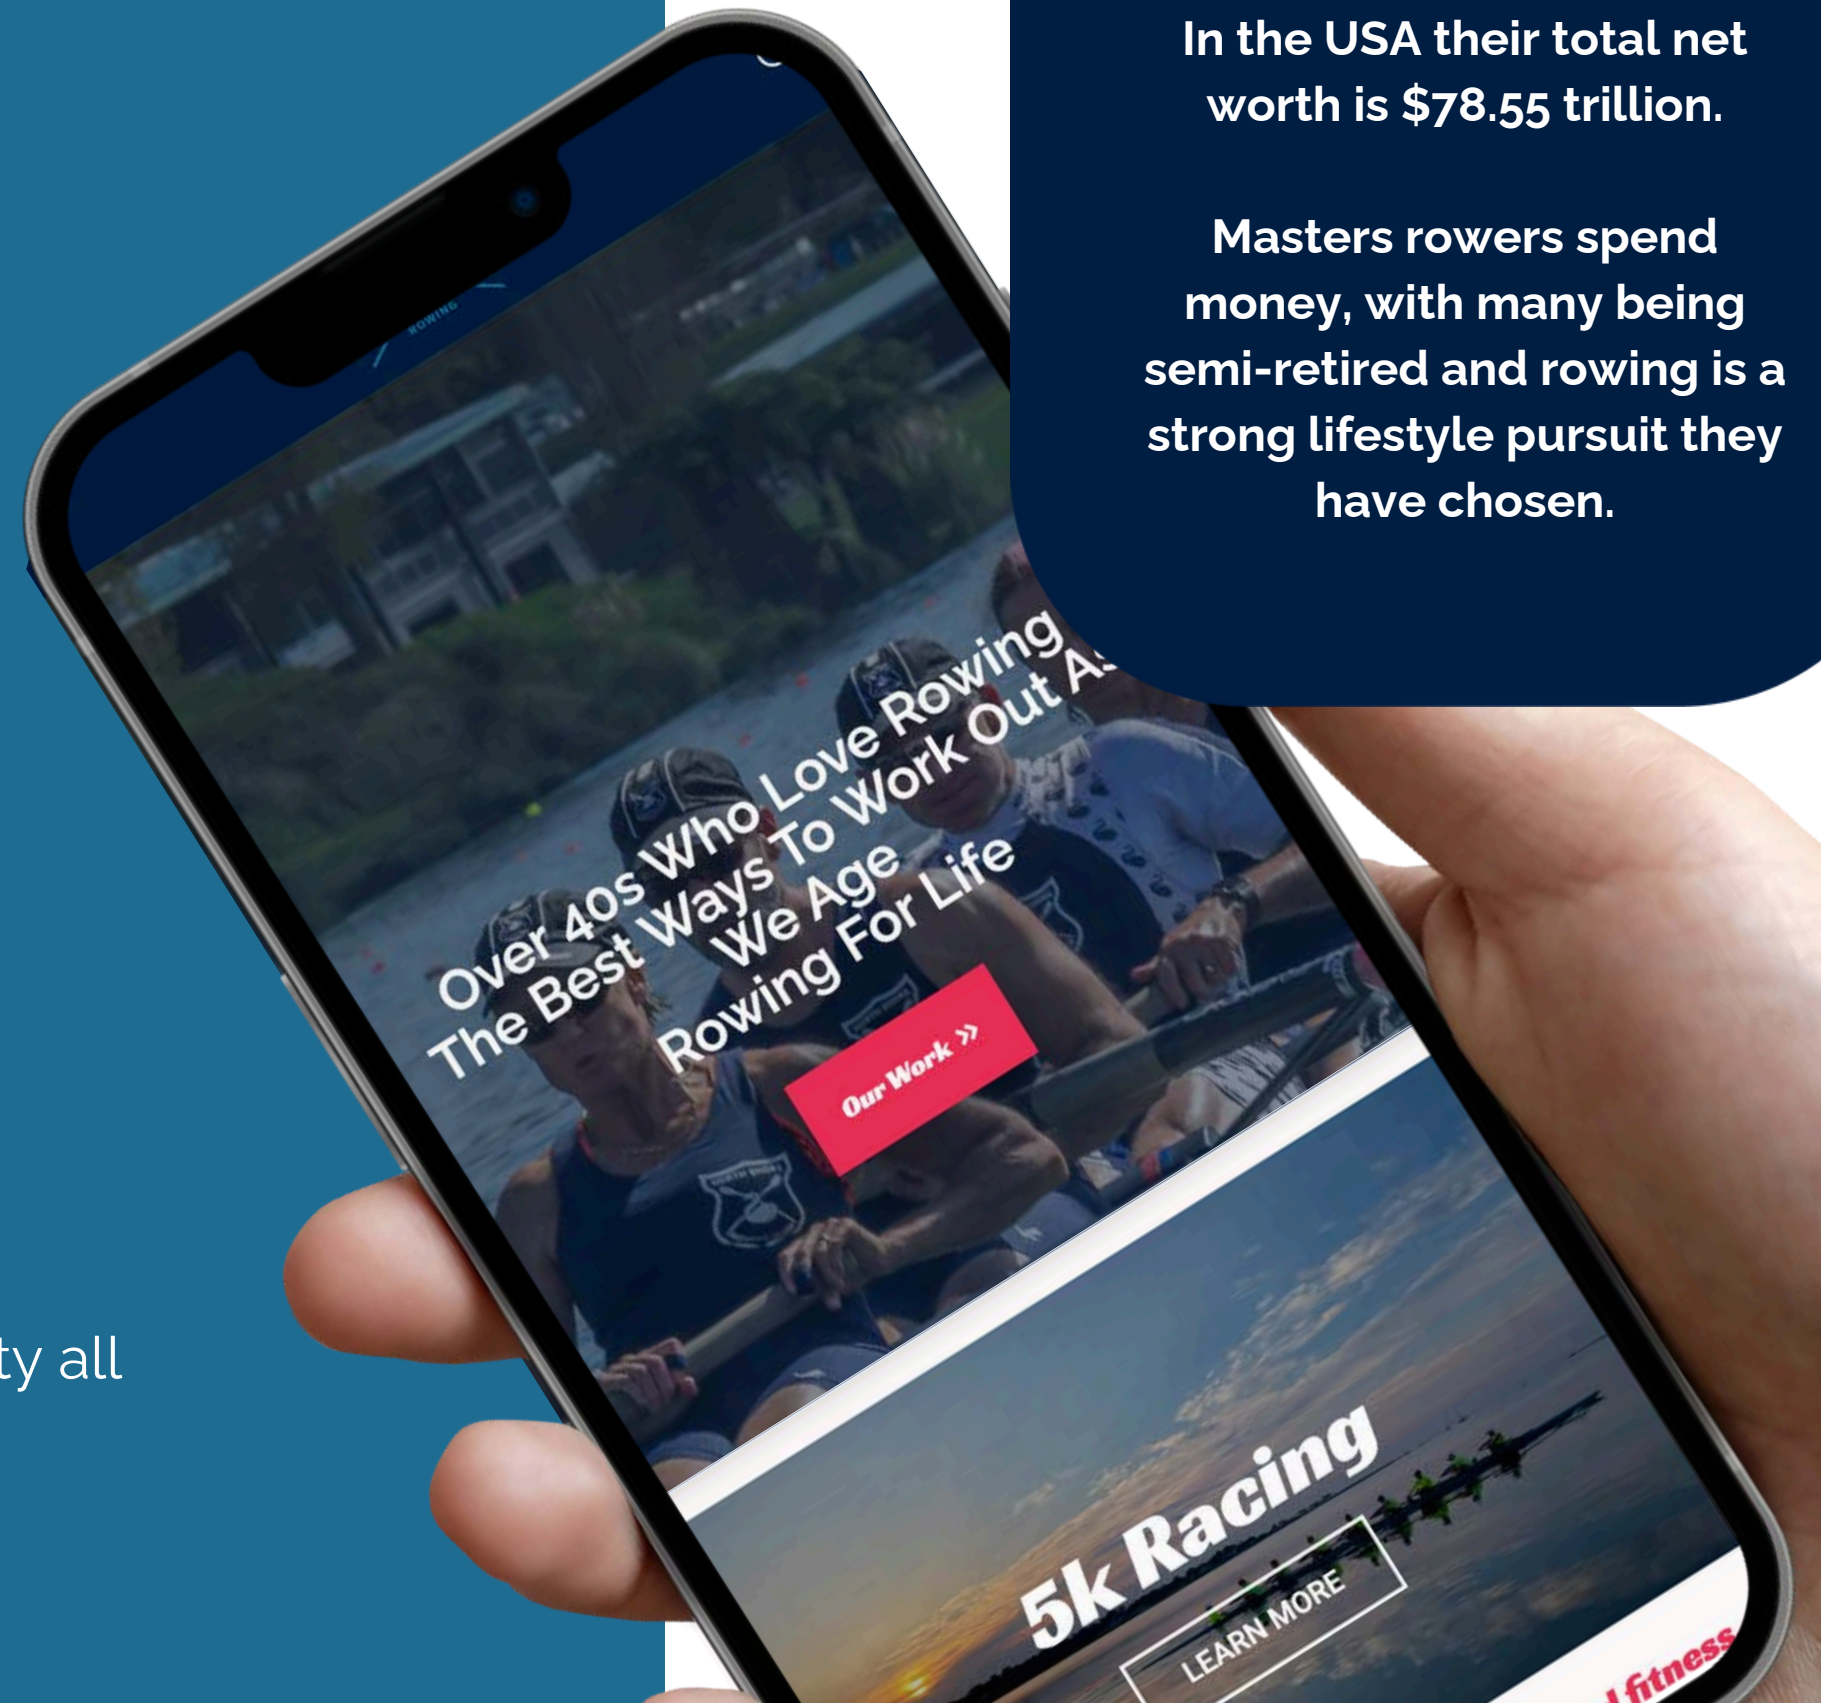 In the USA their total net
worth is $78.55 trillion.
Masters rowers spend
money, with many being
semi-retired and rowing is a
strong lifestyle pursuit they
have chosen.
ROWING
Over 40s Who Love Rowing
The Best Ways To Work Out As
We Age
Rowing For Life
Our Work »
ty all
5k Racing
LEARN MORE
fitness